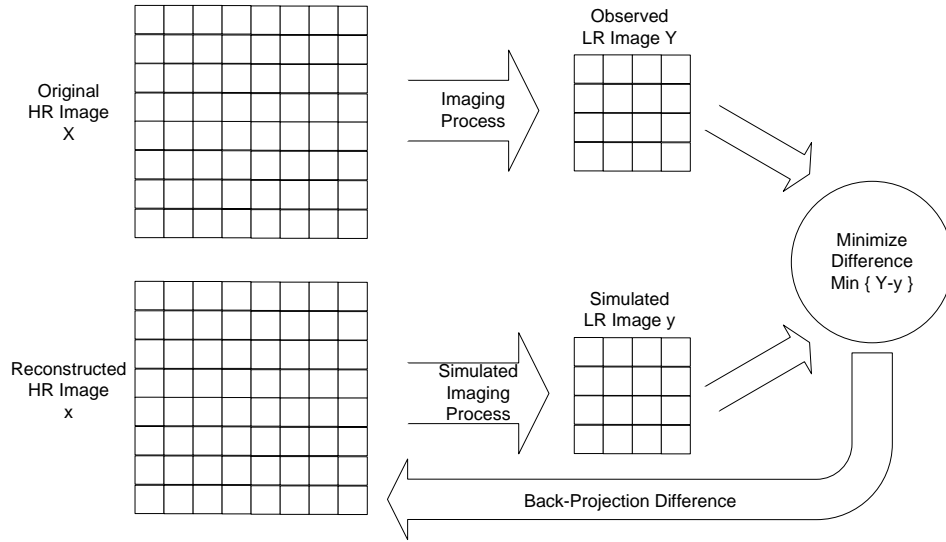 Original
HR Image
X
Imaging
Process
Observed
LR Image Y
Minimize
Difference
Min { Y-y }
Reconstructed
HR Image
x
Simulated
Imaging
Process
Simulated
LR Image y
Back-Projection Difference